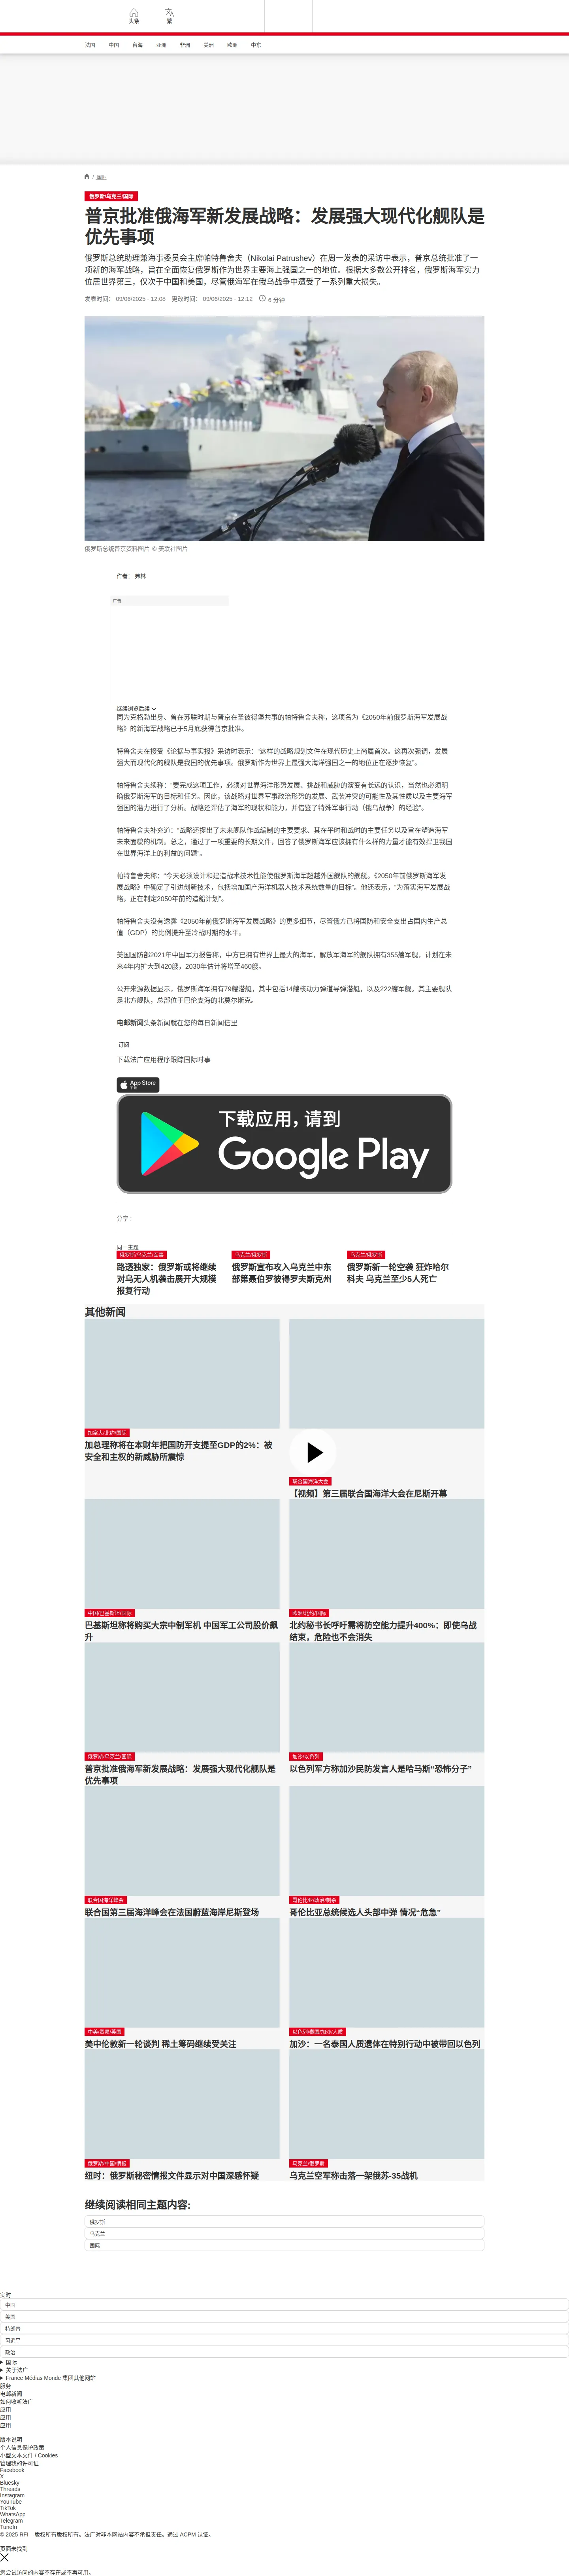 头条
繁
法国 中国 台海 亚洲 非洲 美洲 欧洲 中东
/ 国际
俄罗斯/乌克兰/国际
普京批准俄海军新发展战略：发展强大现代化舰队是
优先事项
俄罗斯总统助理兼海事委员会主席帕特鲁舍夫（Nikolai Patrushev）在周一发表的采访中表示，普京总统批准了一
项新的海军战略，旨在全面恢复俄罗斯作为世界主要海上强国之一的地位。根据大多数公开排名，俄罗斯海军实力
位居世界第三，仅次于中国和美国，尽管俄海军在俄乌战争中遭受了一系列重大损失。
发表时间： 09/06/2025 - 12:08 更改时间： 09/06/2025 - 12:12 6 分钟
俄罗斯总统普京资料图片 © 美联社图片
作者： 弗林
广告
继续浏览后续
同为克格勃出身、曾在苏联时期与普京在圣彼得堡共事的帕特鲁舍夫称，这项名为《2050年前俄罗斯海军发展战
略》的新海军战略已于5月底获得普京批准。
特鲁舍夫在接受《论据与事实报》采访时表示：“这样的战略规划文件在现代历史上尚属首次。这再次强调，发展
强大而现代化的舰队是我国的优先事项。俄罗斯作为世界上最强大海洋强国之一的地位正在逐步恢复”。
帕特鲁舍夫续称：“要完成这项工作，必须对世界海洋形势发展、挑战和威胁的演变有长远的认识，当然也必须明
确俄罗斯海军的目标和任务。因此，该战略对世界军事政治形势的发展、武装冲突的可能性及其性质以及主要海军
强国的潜力进行了分析。战略还评估了海军的现状和能力，并借鉴了特殊军事行动（俄乌战争）的经验”。
帕特鲁舍夫补充道：“战略还提出了未来舰队作战编制的主要要求、其在平时和战时的主要任务以及旨在塑造海军
未来面貌的机制。总之，通过了一项重要的长期文件，回答了俄罗斯海军应该拥有什么样的力量才能有效捍卫我国
在世界海洋上的利益的问题”。
帕特鲁舍夫称：“今天必须设计和建造战术技术性能使俄罗斯海军超越外国舰队的舰艇。《2050年前俄罗斯海军发
展战略》中确定了引进创新技术，包括增加国产海洋机器人技术系统数量的目标”。他还表示，“为落实海军发展战
略，正在制定2050年前的造船计划”。
帕特鲁舍夫没有透露《2050年前俄罗斯海军发展战略》的更多细节，尽管俄方已将国防和安全支出占国内生产总
值（GDP）的比例提升至冷战时期的水平。
美国国防部2021年中国军力报告称，中方已拥有世界上最大的海军，解放军海军的舰队拥有355艘军舰，计划在未
来4年内扩大到420艘，2030年估计将增至460艘。
公开来源数据显示，俄罗斯海军拥有79艘潜艇，其中包括14艘核动力弹道导弹潜艇，以及222艘军舰。其主要舰队
是北方舰队，总部位于巴伦支海的北莫尔斯克。
电邮新闻头条新闻就在您的每日新闻信里
订阅
下载法广应用程序跟踪国际时事
App Store
下载
下载应用，请到
Google Play
分享 :
同一主题
俄罗斯/乌克兰/军事
路透独家：俄罗斯或将继续
对乌无人机袭击展开大规模
报复行动
乌克兰/俄罗斯
俄罗斯宣布攻入乌克兰中东
部第聂伯罗彼得罗夫斯克州
乌克兰/俄罗斯
俄罗斯新一轮空袭 狂炸哈尔
科夫 乌克兰至少5人死亡
其他新闻
加拿大/北约/国际
加总理称将在本财年把国防开支提至GDP的2%：被
安全和主权的新威胁所震惊
联合国海洋大会
【视频】第三届联合国海洋大会在尼斯开幕
中国/巴基斯坦/国际
巴基斯坦称将购买大宗中制军机 中国军工公司股价飙
升
欧洲/北约/国际
北约秘书长呼吁需将防空能力提升400%：即使乌战
结束，危险也不会消失
俄罗斯/乌克兰/国际
普京批准俄海军新发展战略：发展强大现代化舰队是
优先事项
加沙/以色列
以色列军方称加沙民防发言人是哈马斯“恐怖分子”
联合国海洋峰会
联合国第三届海洋峰会在法国蔚蓝海岸尼斯登场
哥伦比亚/政治/刺杀
哥伦比亚总统候选人头部中弹 情况“危急”
中美/贸易/英国
美中伦敦新一轮谈判 稀土筹码继续受关注
以色列/泰国/加沙/人质
加沙：一名泰国人质遗体在特别行动中被带回以色列
俄罗斯/中国/情报
纽时：俄罗斯秘密情报文件显示对中国深感怀疑
乌克兰/俄罗斯
乌克兰空军称击落一架俄苏-35战机
继续阅读相同主题内容:
俄罗斯
乌克兰
国际
实时
中国
美国
特朗普
习近平
政治
国际
关于法广
France Médias Monde 集团其他网站
服务
电邮新闻
如何收听法广
应用
应用
应用
版本说明
个人信息保护政策
小型文本文件 / Cookies
管理我的许可证
Facebook
X
Bluesky
Threads
Instagram
YouTube
TikTok
WhatsApp
Telegram
TuneIn
© 2025 RFI – 版权所有版权所有。法广对非本网站内容不承担责任。通过 ACPM 认证。
页面未找到
您尝试访问的内容不存在或不再可用。